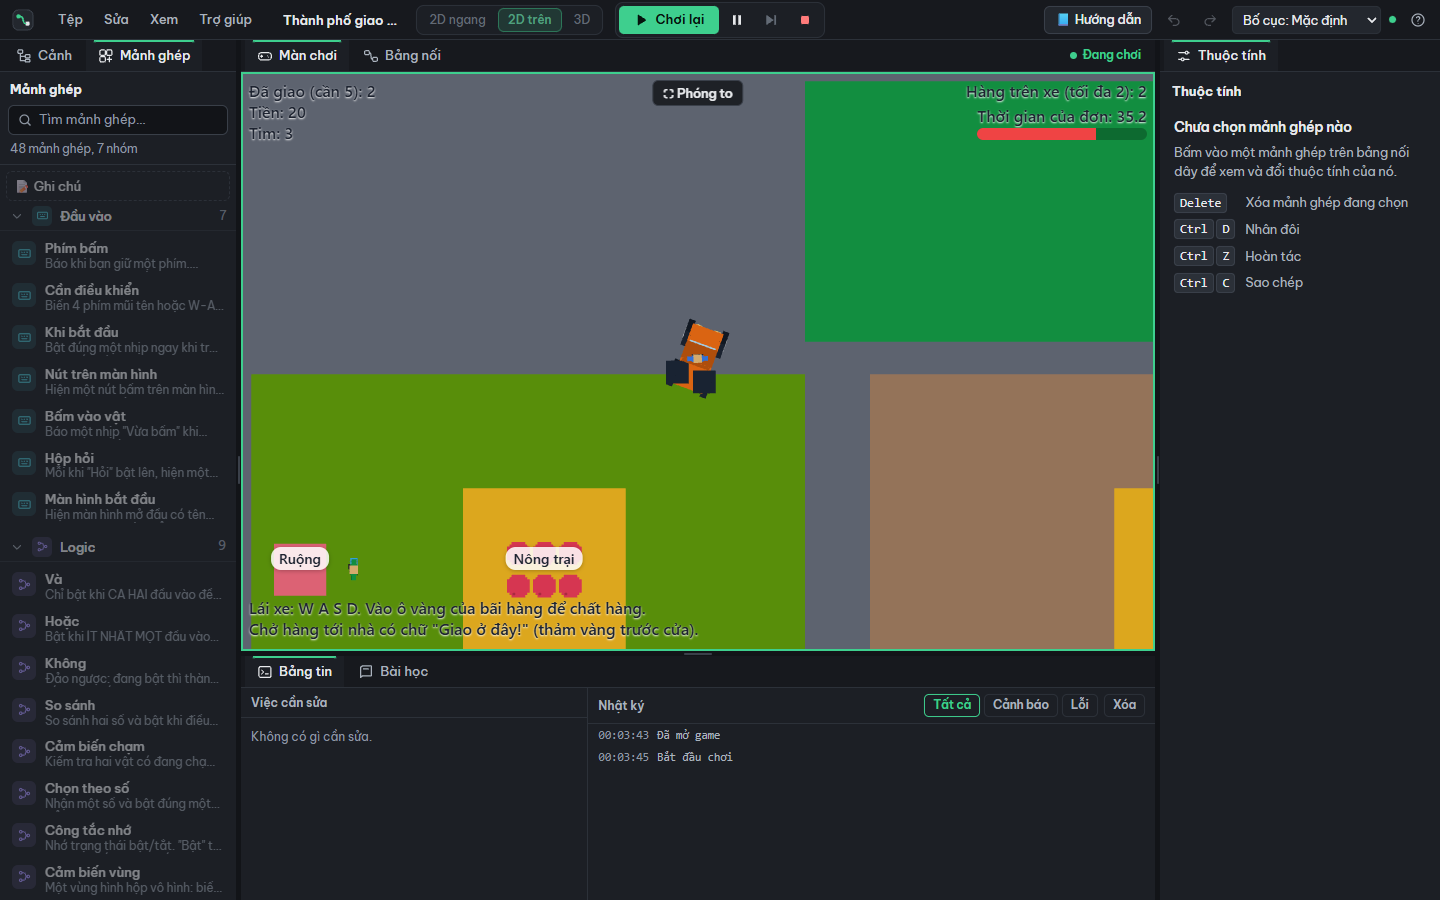 Tệp
Sửa
Xem
Trợ giúp
Thành phố giao ...
2D ngang
2D trên
3D
Chơi lại
Hướng dẫn
Bố cục: Mặc định
Cảnh
Mảnh ghép
Mảnh ghép
Tìm mảnh ghép...
48 mảnh ghép, 7 nhóm
Ghi chú
Đầu vào
7
Phím bấm
Báo khi bạn giữ một phím....
Cần điều khiển
Biến 4 phím mũi tên hoặc W-A...
Khi bắt đầu
Bật đúng một nhịp ngay khi tr...
Nút trên màn hình
Hiện một nút bấm trên màn hìn...
Bấm vào vật
Báo một nhịp "Vừa bấm" khi...
Hộp hỏi
Mỗi khi "Hỏi" bật lên, hiện một...
Màn hình bắt đầu
Hiện màn hình mở đầu có tên...
Logic
9
Và
Chỉ bật khi CẢ HAI đầu vào đề...
Hoặc
Bật khi ÍT NHẤT MỘT đầu vào...
Không
Đảo ngược: đang bật thì thàn...
So sánh
So sánh hai số và bật khi điều...
Cảm biến chạm
Kiểm tra hai vật có đang chạ...
Chọn theo số
Nhận một số và bật đúng một...
Công tắc nhớ
Nhớ trạng thái bật/tắt. "Bật" t...
Cảm biến vùng
Một vùng hình hộp vô hình: biế...
Màn chơi
Bảng nối
Đang chơi
Đã giao (cần 5): 2
Tiền: 20
Tim: 3
Phóng to
Hàng trên xe (tối đa 2): 2
Thời gian của đơn: 35.2
Ruộng
Nông trại
Lái xe: W A S D. Vào ô vàng của bãi hàng để chất hàng.
Chở hàng tới nhà có chữ "Giao ở đây!" (thảm vàng trước cửa).
Bảng tin
Bài học
Việc cần sửa
Không có gì cần sửa.
Nhật ký
Tất cả
Cảnh báo
Lỗi
Xóa
00:03:43 Đã mở game
00:03:45 Bắt đầu chơi
Thuộc tính
Thuộc tính
Chưa chọn mảnh ghép nào
Bấm vào một mảnh ghép trên bảng nối
dây để xem và đổi thuộc tính của nó.
Delete Xóa mảnh ghép đang chọn
Ctrl D Nhân đôi
Ctrl Z Hoàn tác
Ctrl C Sao chép